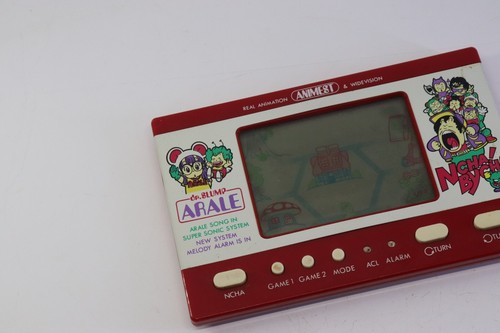 REAL ANIMATION ANIMEST & WIDEVISION
Dr. SLUMP
ARALE
ARALE SONG IN
SUPER SONIC SYSTEM
NEW SYSTEM
MELODY ALARM IS IN
NCHA!
NCHA
GAME 1
GAME 2
MODE
ACL
ALARM
TURN